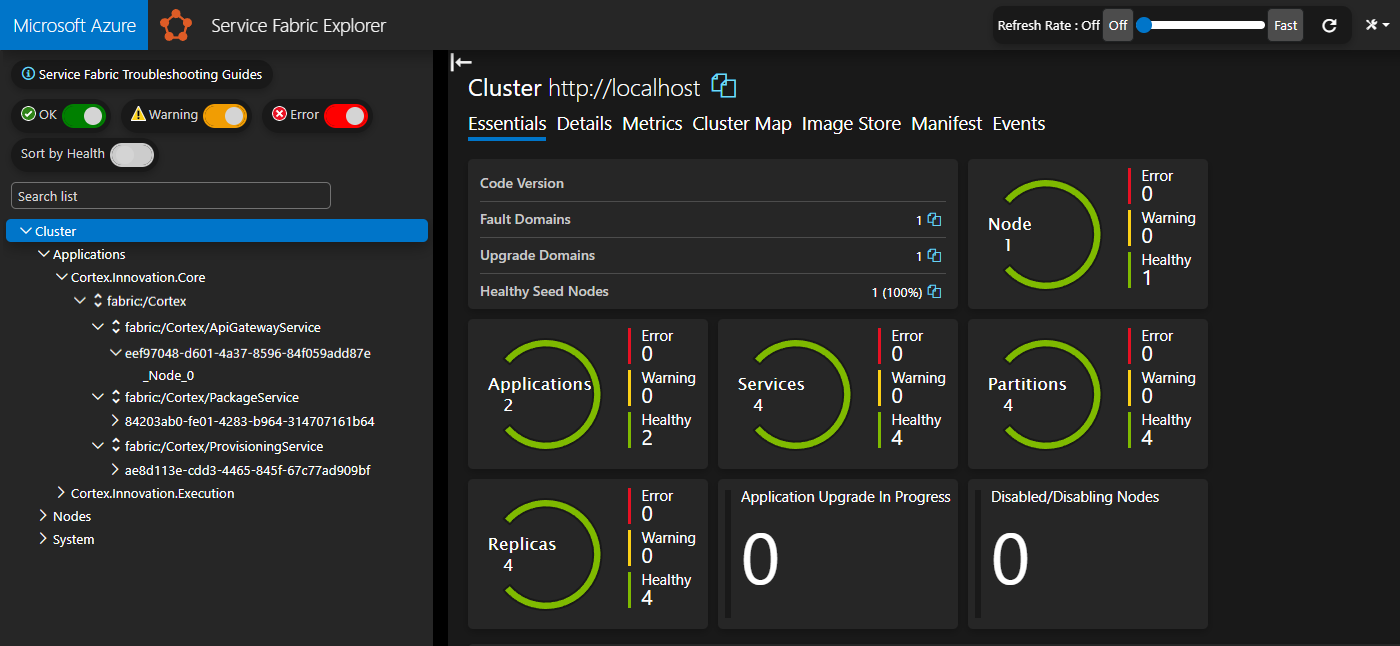 Microsoft Azure
Service Fabric Explorer
Refresh Rate : Off Off Fast
Service Fabric Troubleshooting Guides
OK Warning Error
Sort by Health
Search list
Cluster
Applications
Cortex.Innovation.Core
fabric:/Cortex
fabric:/Cortex/ApiGatewayService
eef97048-d601-4a37-8596-84f059add87e
_Node_0
fabric:/Cortex/PackageService
84203ab0-fe01-4283-b964-314707161b64
fabric:/Cortex/ProvisioningService
ae8d113e-cdd3-4465-845f-67c77ad909bf
Cortex.Innovation.Execution
Nodes
System
Cluster http://localhost
Essentials Details Metrics Cluster Map Image Store Manifest Events
Code Version
Fault Domains 1
Upgrade Domains 1
Healthy Seed Nodes 1 (100%)
Node
1
Error
0
Warning
0
Healthy
1
Applications
2
Error
0
Warning
0
Healthy
2
Services
4
Error
0
Warning
0
Healthy
4
Partitions
4
Error
0
Warning
0
Healthy
4
Replicas
4
Error
0
Warning
0
Healthy
4
Application Upgrade In Progress
0
Disabled/Disabling Nodes
0